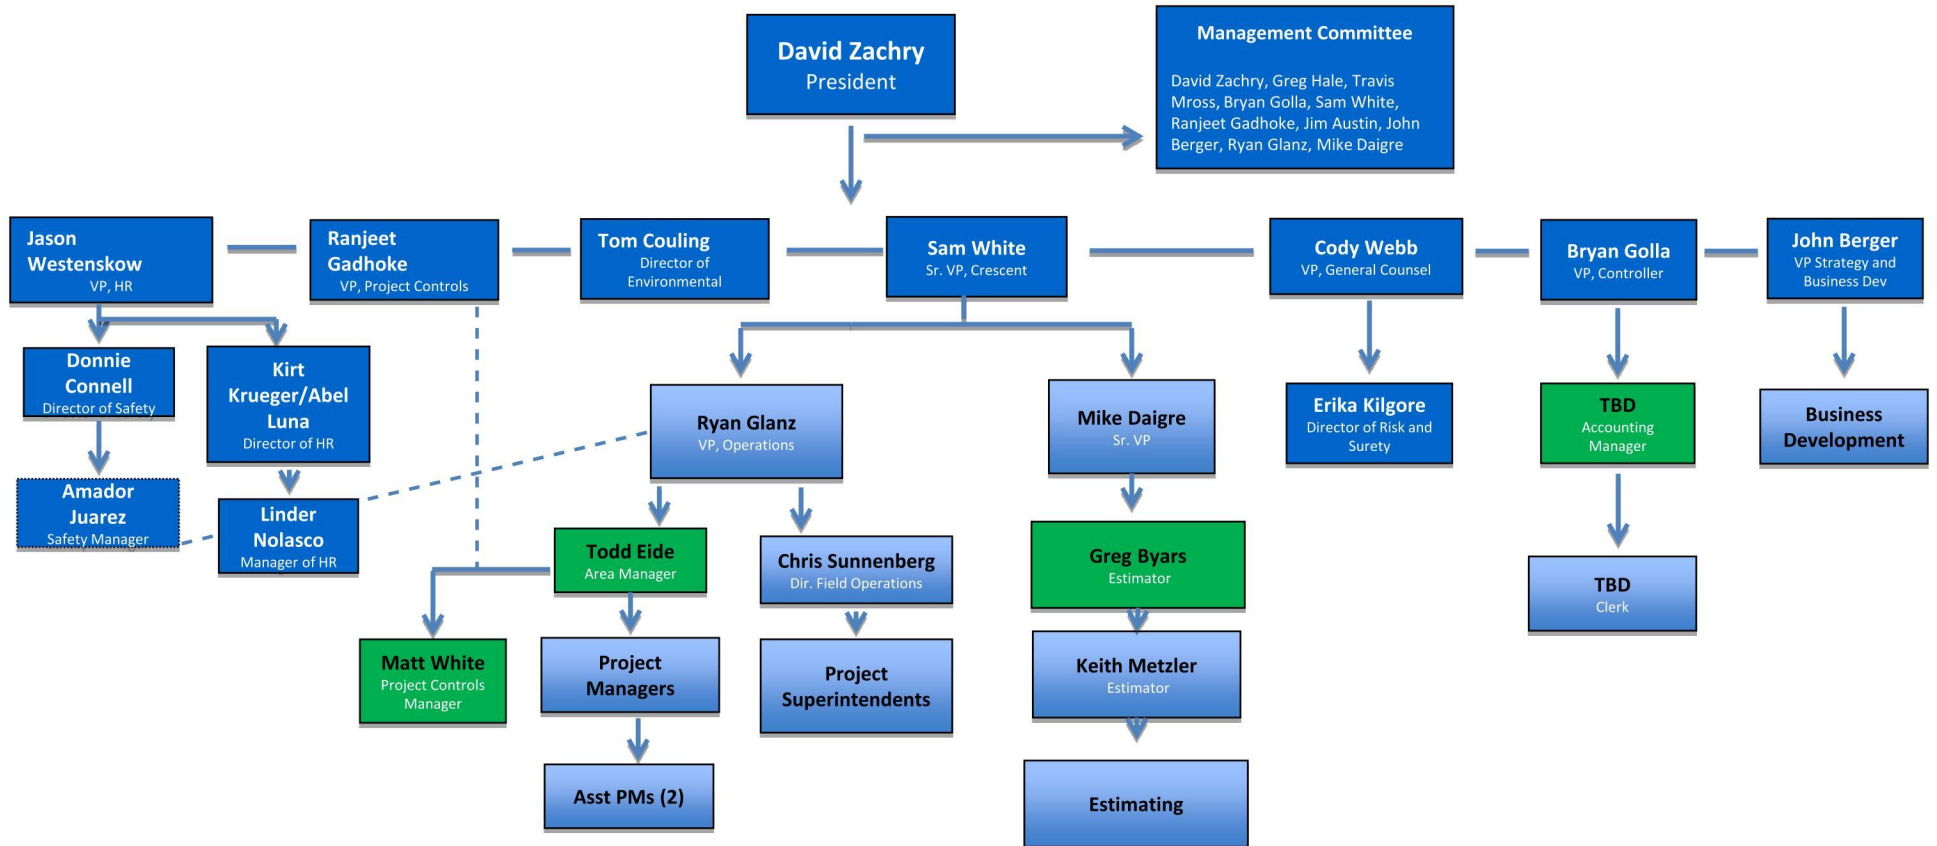 David Zachry
President
Management Committee
David Zachry, Greg Hale, Travis
Mross, Bryan Golla, Sam White,
Ranjeet Gadhoke, Jim Austin, John
Berger, Ryan Glanz, Mike Daigre
Jason
Westenskow
VP, HR
Ranjeet
Gadhoke
VP, Project Controls
Tom Couling
Director of
Environmental
Sam White
Sr. VP, Crescent
Cody Webb
VP, General Counsel
Bryan Golla
VP, Controller
John Berger
VP Strategy and
Business Dev
Donnie
Connell
Director of Safety
Kirt
Krueger/Abel
Luna
Director of HR
Ryan Glanz
VP, Operations
Mike Daigre
Sr. VP
Erika Kilgore
Director of Risk and
Surety
TBD
Accounting
Manager
Business
Development
Amador
Juarez
Safety Manager
Linder
Nolasco
Manager of HR
Todd Eide
Area Manager
Chris Sunnenberg
Dir. Field Operations
Greg Byars
Estimator
TBD
Clerk
Matt White
Project Controls
Manager
Project
Managers
Project
Superintendents
Keith Metzler
Estimator
Asst PMs (2)
Estimating